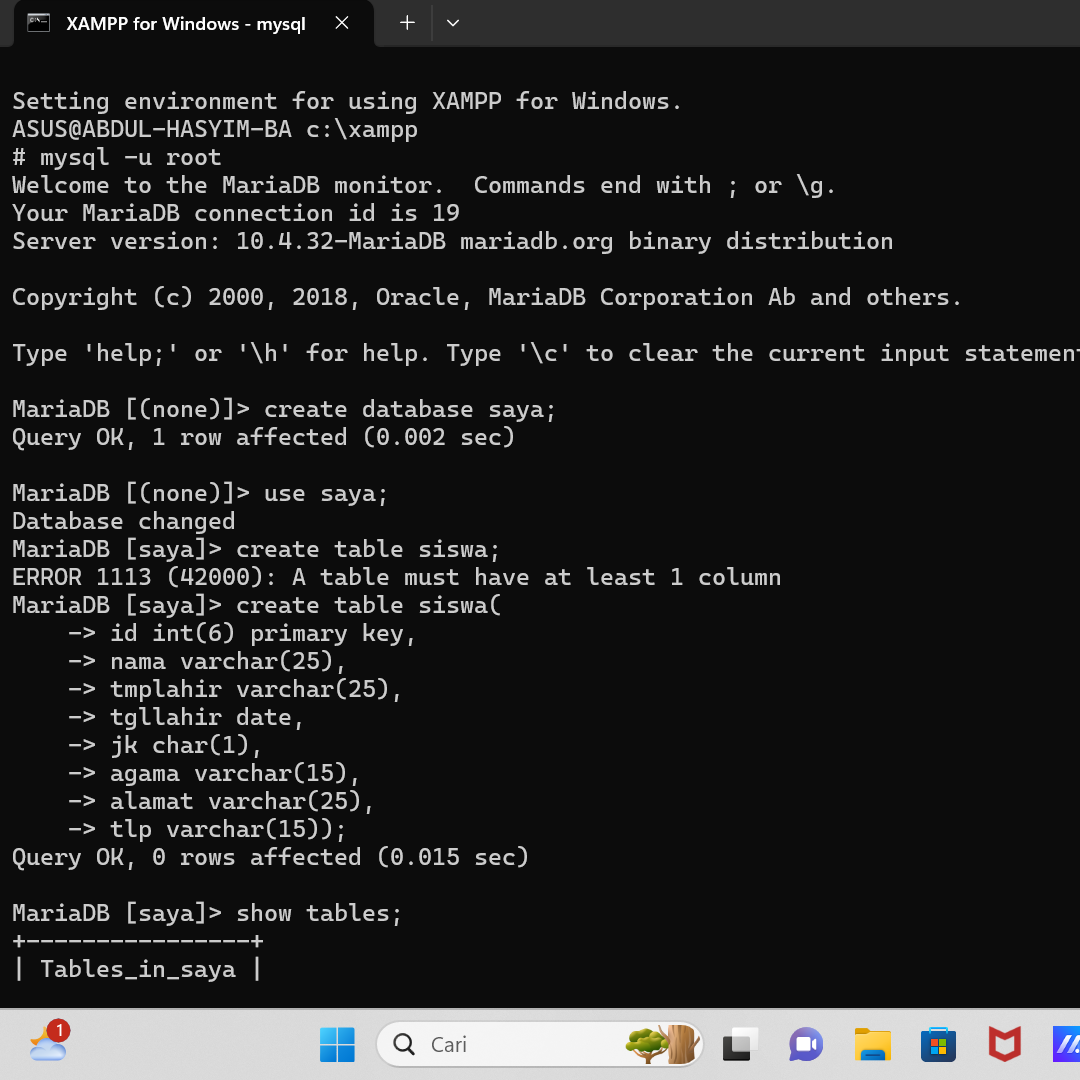 XAMPP for Windows - mysql
Setting environment for using XAMPP for Windows.
ASUS@ABDUL-HASYIM-BA c:\xampp
# mysql -u root
Welcome to the MariaDB monitor.  Commands end with ; or \g.
Your MariaDB connection id is 19
Server version: 10.4.32-MariaDB mariadb.org binary distribution
Copyright (c) 2000, 2018, Oracle, MariaDB Corporation Ab and others.
Type 'help;' or '\h' for help. Type '\c' to clear the current input statement
MariaDB [(none)]> create database saya;
Query OK, 1 row affected (0.002 sec)
MariaDB [(none)]> use saya;
Database changed
MariaDB [saya]> create table siswa;
ERROR 1113 (42000): A table must have at least 1 column
MariaDB [saya]> create table siswa(
    -> id int(6) primary key,
    -> nama varchar(25),
    -> tmplahir varchar(25),
    -> tgllahir date,
    -> jk char(1),
    -> agama varchar(15),
    -> alamat varchar(25),
    -> tlp varchar(15));
Query OK, 0 rows affected (0.015 sec)
MariaDB [saya]> show tables;
+----------------+
| Tables_in_saya |
1
Cari